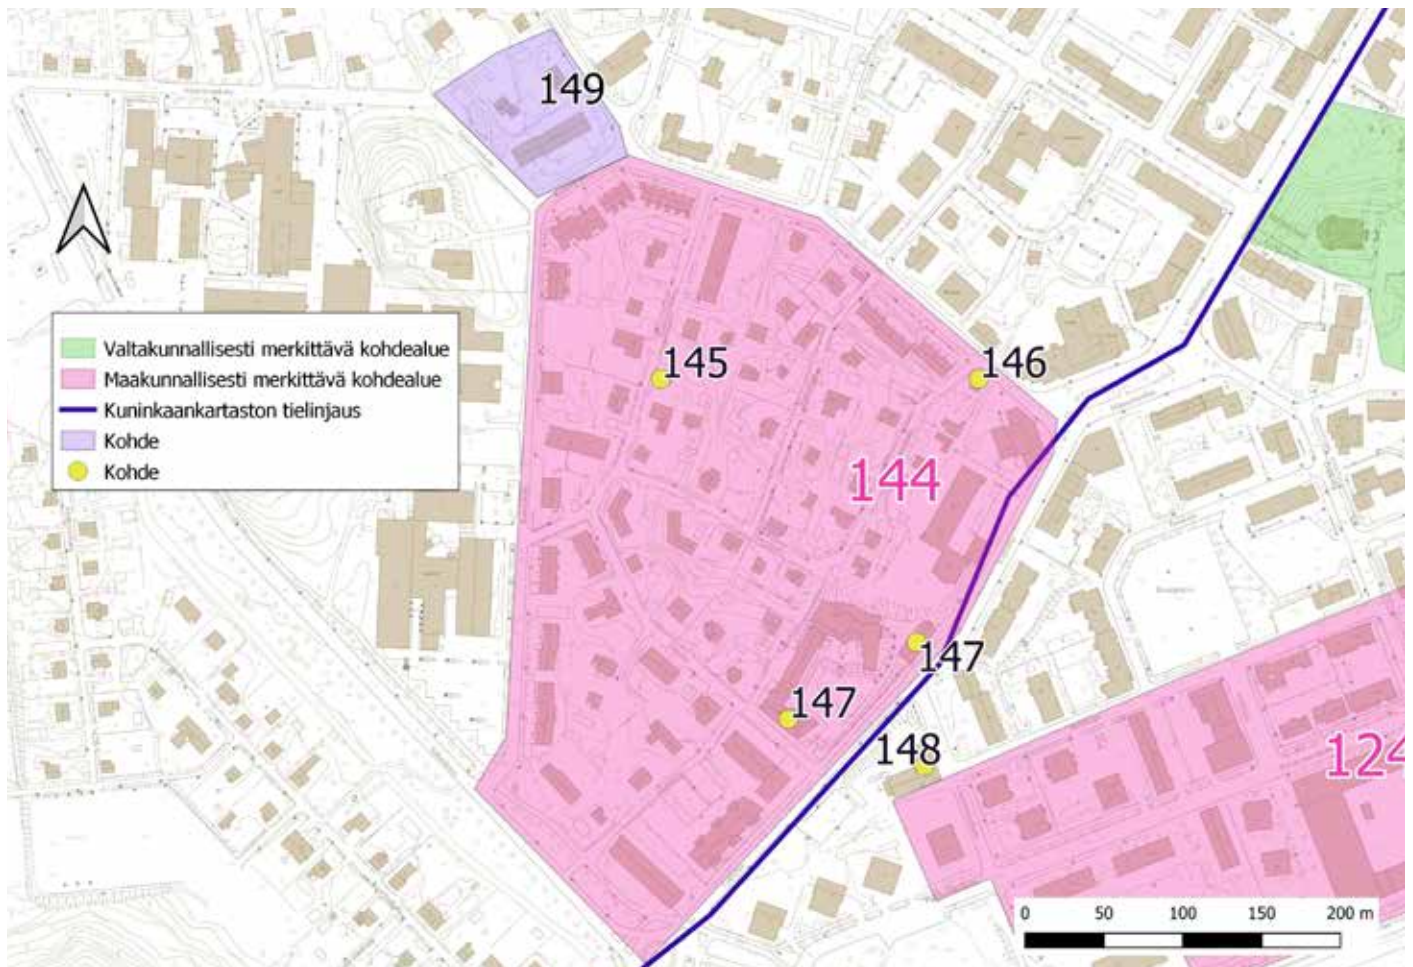 149
Valtakunnallisesti merkittävä kohdealue
Maakunnallisesti merkittävä kohdealue
Kuninkaankartaston tielinjaus
Kohde
Kohde
145
146
144
147
147
148
124
0 50 100 150 200 m